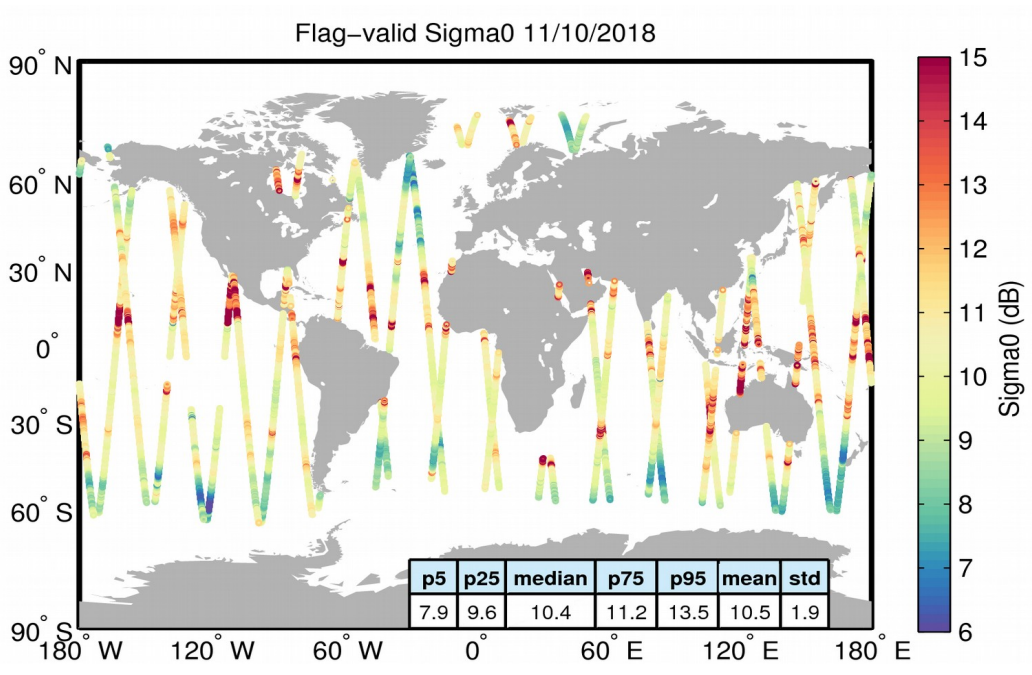 Flag−valid Sigma0 11/10/2018
90° N
60° N
30° N
0°
30° S
60° S
90° S
180° W
120° W
60° W
0°
60° E
120° E
180° E
p5 p25 median p75 p95 mean std
7.9 9.6 10.4 11.2 13.5 10.5 1.9
15
14
13
12
11
10
9
8
7
6
Sigma0 (dB)